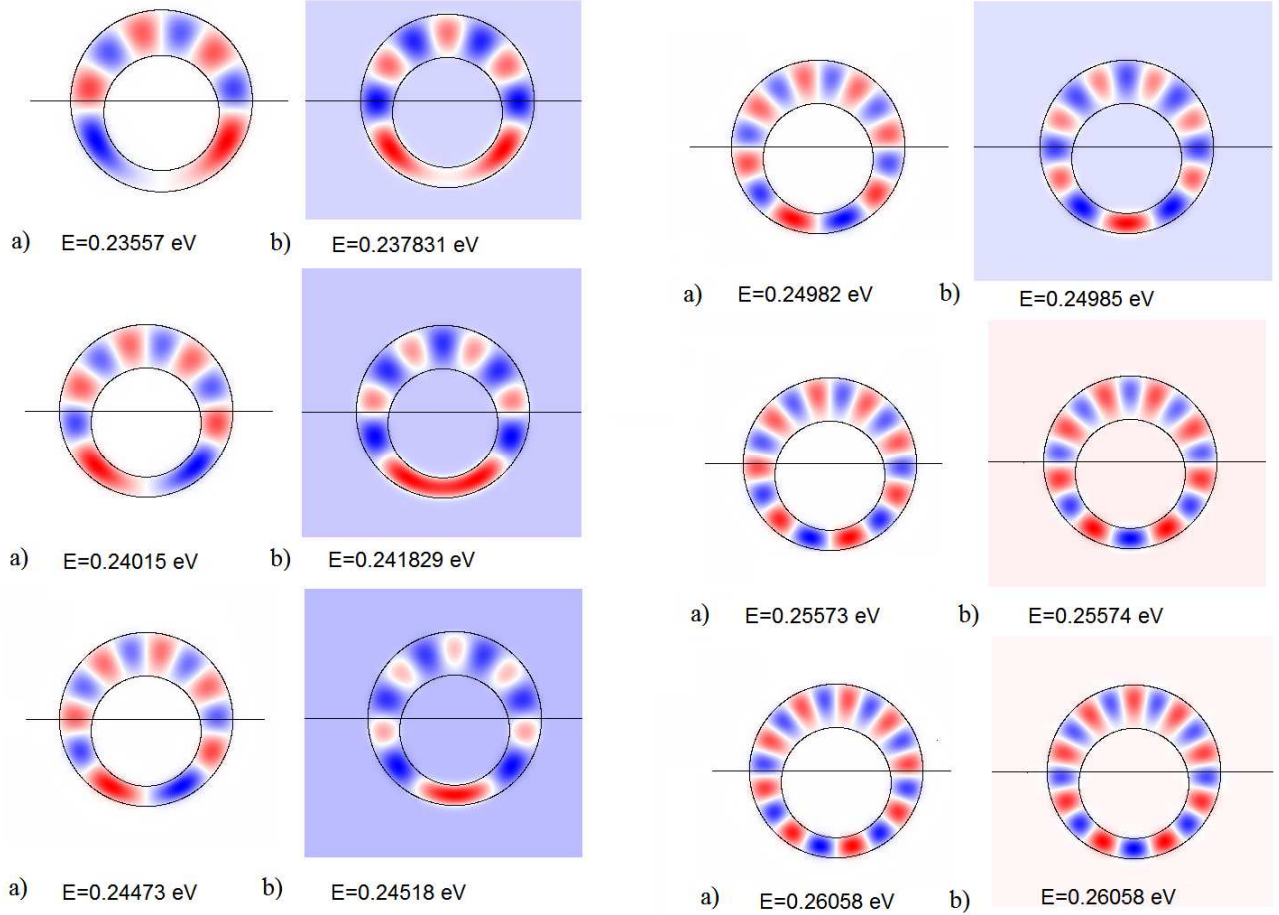 a) E=0.23557 eV b) E=0.237831 eV
a) E=0.24015 eV b) E=0.241829 eV
a) E=0.24473 eV b) E=0.24518 eV
a) E=0.24982 eV b) E=0.24985 eV
a) E=0.25573 eV b) E=0.25574 eV
a) E=0.26058 eV b) E=0.26058 eV